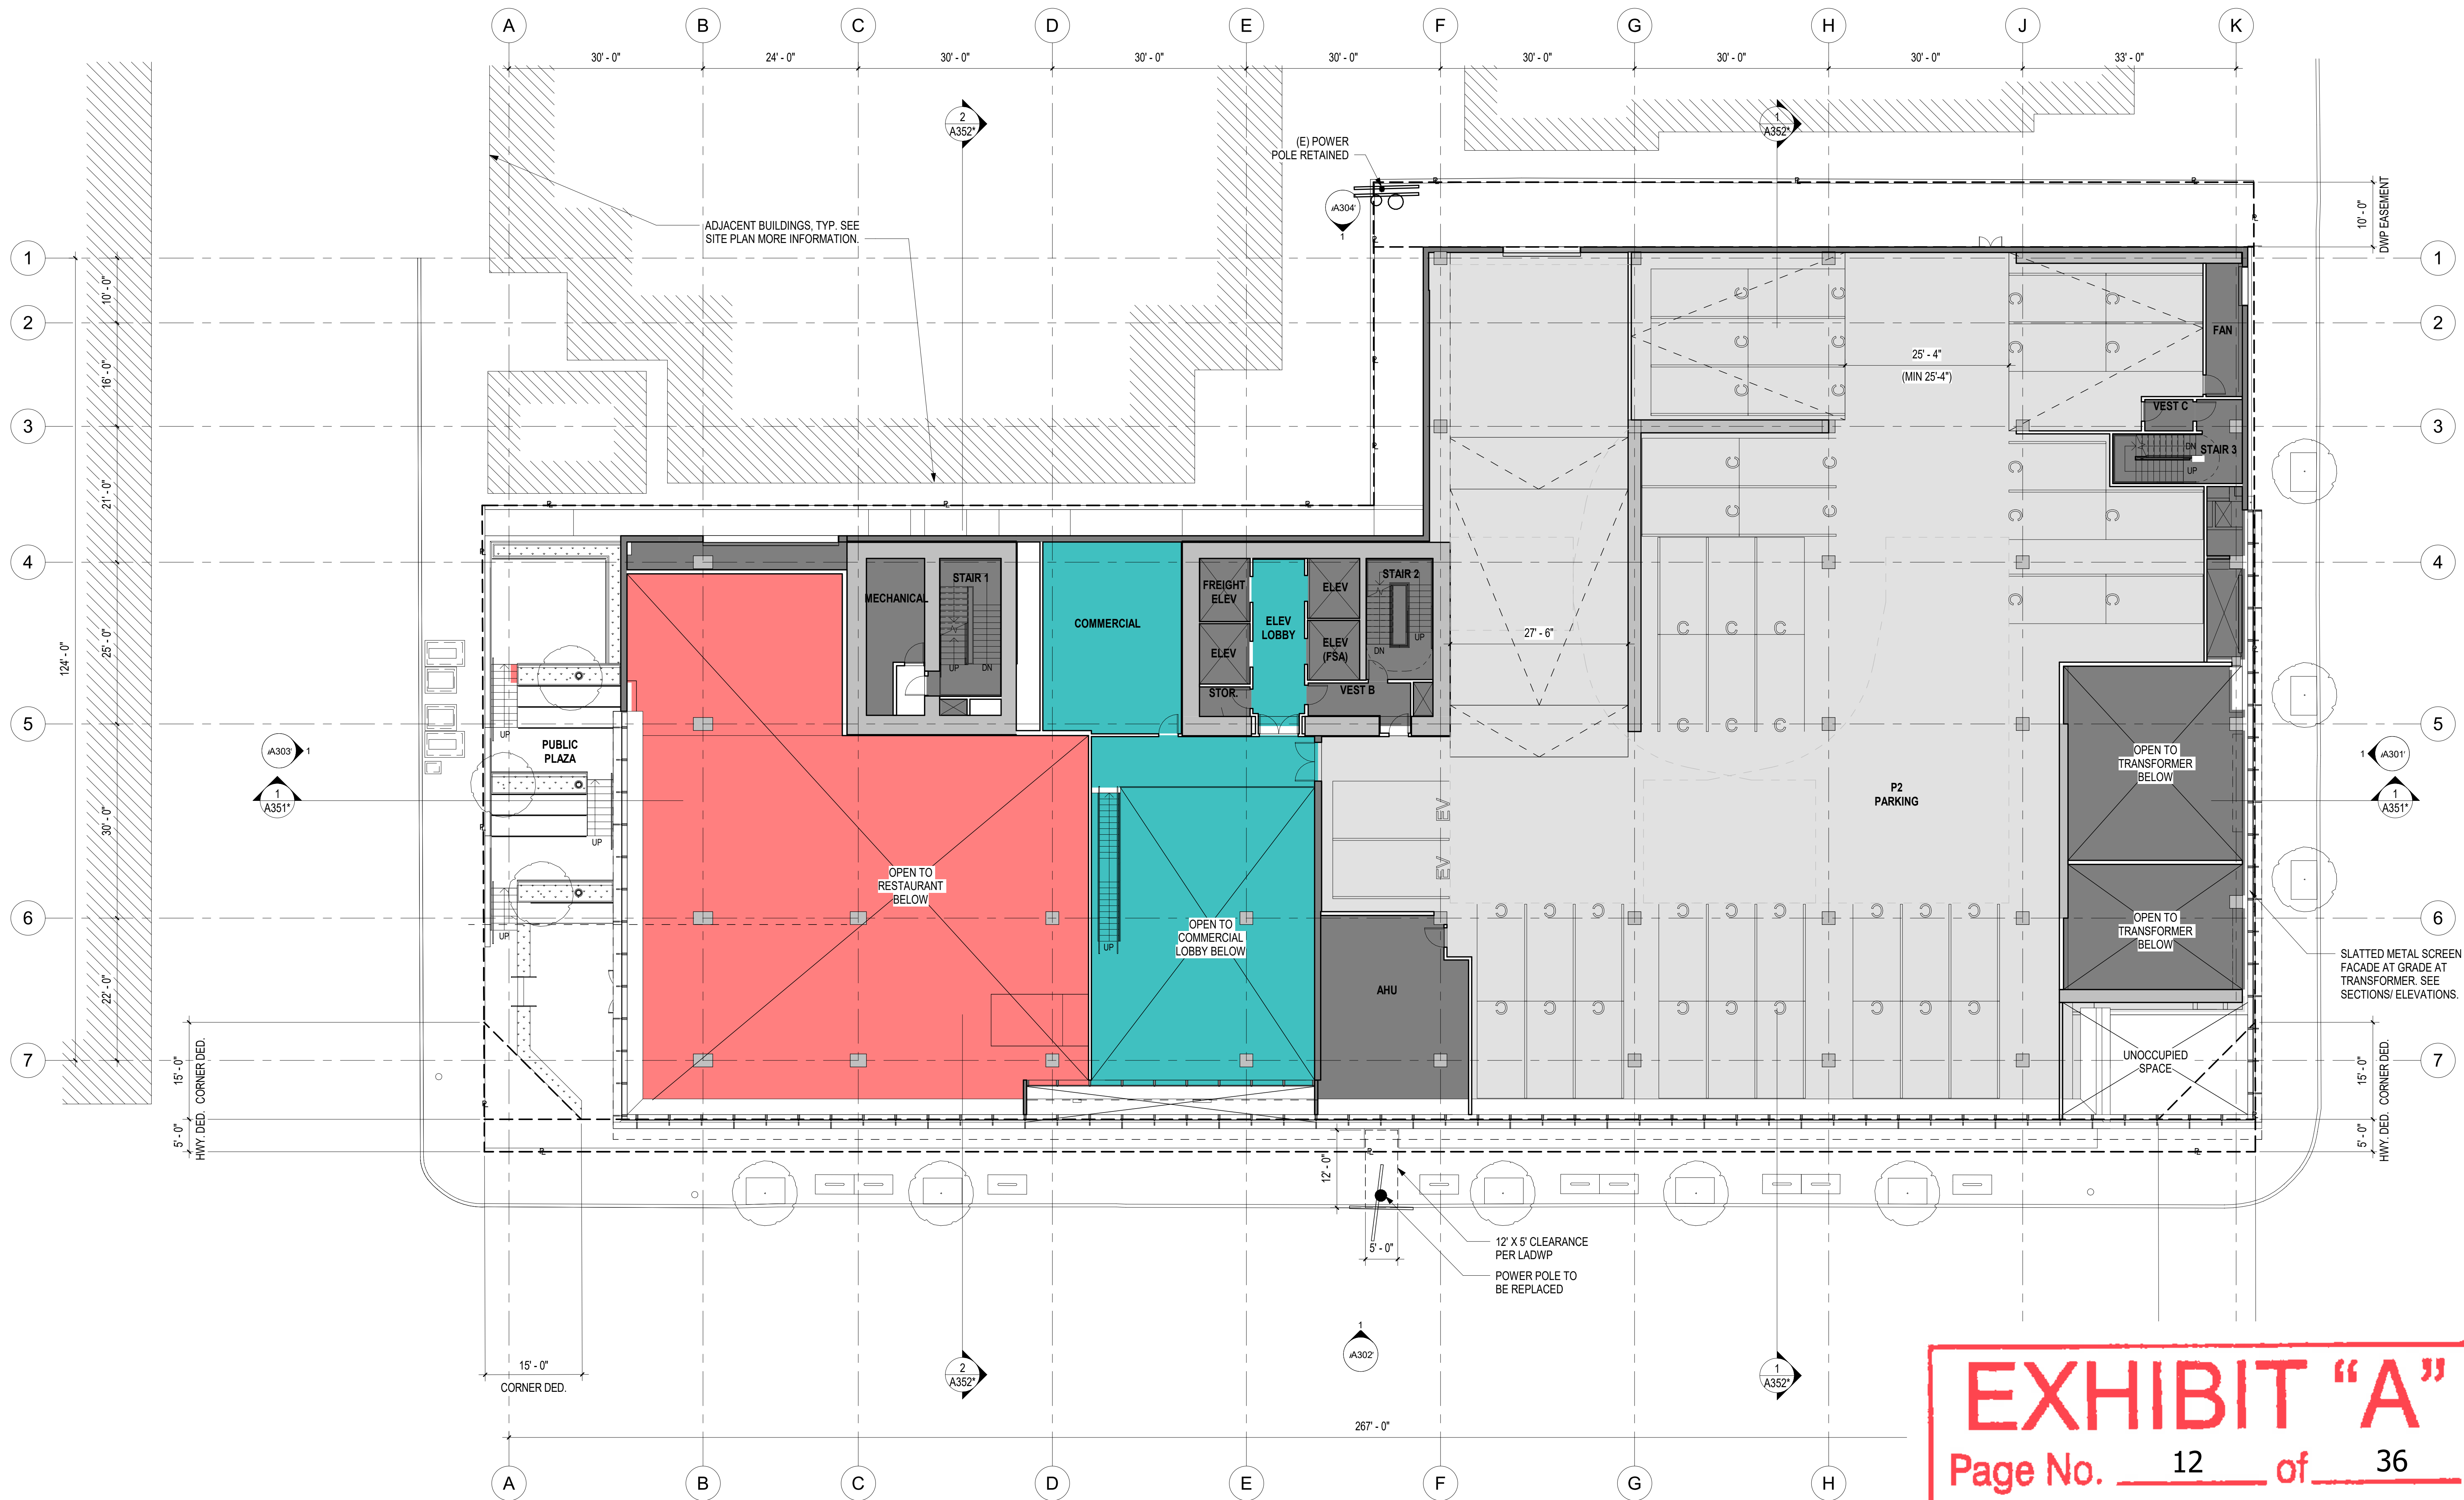 A B C D E F G H J K
30' - 0" 24' - 0" 30' - 0" 30' - 0" 30' - 0" 30' - 0" 30' - 0" 30' - 0" 33' - 0"
2
A352*
1
A352*
(E) POWER
POLE RETAINED
A304
1
10' - 0"
DWP EASEMENT
ADJACENT BUILDINGS, TYP. SEE
SITE PLAN MORE INFORMATION.
1 1
10' - 0"
2 2
FAN
25' - 4"
(MIN 25'-4")
16' - 0"
VEST C
3 3
DN
STAIR 3
UP
21' - 0"
4 4
STAIR 1
STAIR 2
MECHANICAL
FREIGHT
ELEV
ELEV
COMMERCIAL
ELEV
LOBBY
27' - 6"
C C C
UP
ELEV
ELEV
(FSA)
DN
25' - 0"
124' - 0"
UP DN
STOR.
VEST B
5 5
C C C
UP
PUBLIC
PLAZA
A303 1
1
A351*
OPEN TO
TRANSFORMER
BELOW
1 A301
1
A351*
P2
PARKING
30' - 0"
UP
EV
EV
OPEN TO
RESTAURANT
BELOW
6 6
C C C C C C C C C
UP
UP
OPEN TO
COMMERCIAL
LOBBY BELOW
OPEN TO
TRANSFORMER
BELOW
SLATTED METAL SCREEN
FACADE AT GRADE AT
TRANSFORMER. SEE
SECTIONS/ ELEVATIONS.
22' - 0"
AHU
C C C C C C C C C
7 7
UNOCCUPIED
SPACE
15' - 0"
CORNER DED.
15' - 0"
CORNER DED.
5' - 0"
HWY. DED.
5' - 0"
HWY. DED.
12' - 0"
5' - 0"
12' X 5' CLEARANCE
PER LADWP
POWER POLE TO
BE REPLACED
1
A302
15' - 0"
CORNER DED.
2
A352*
1
A352*
267' - 0"
A B C D E F G H
EXHIBIT “A”
Page No. 12 of 36